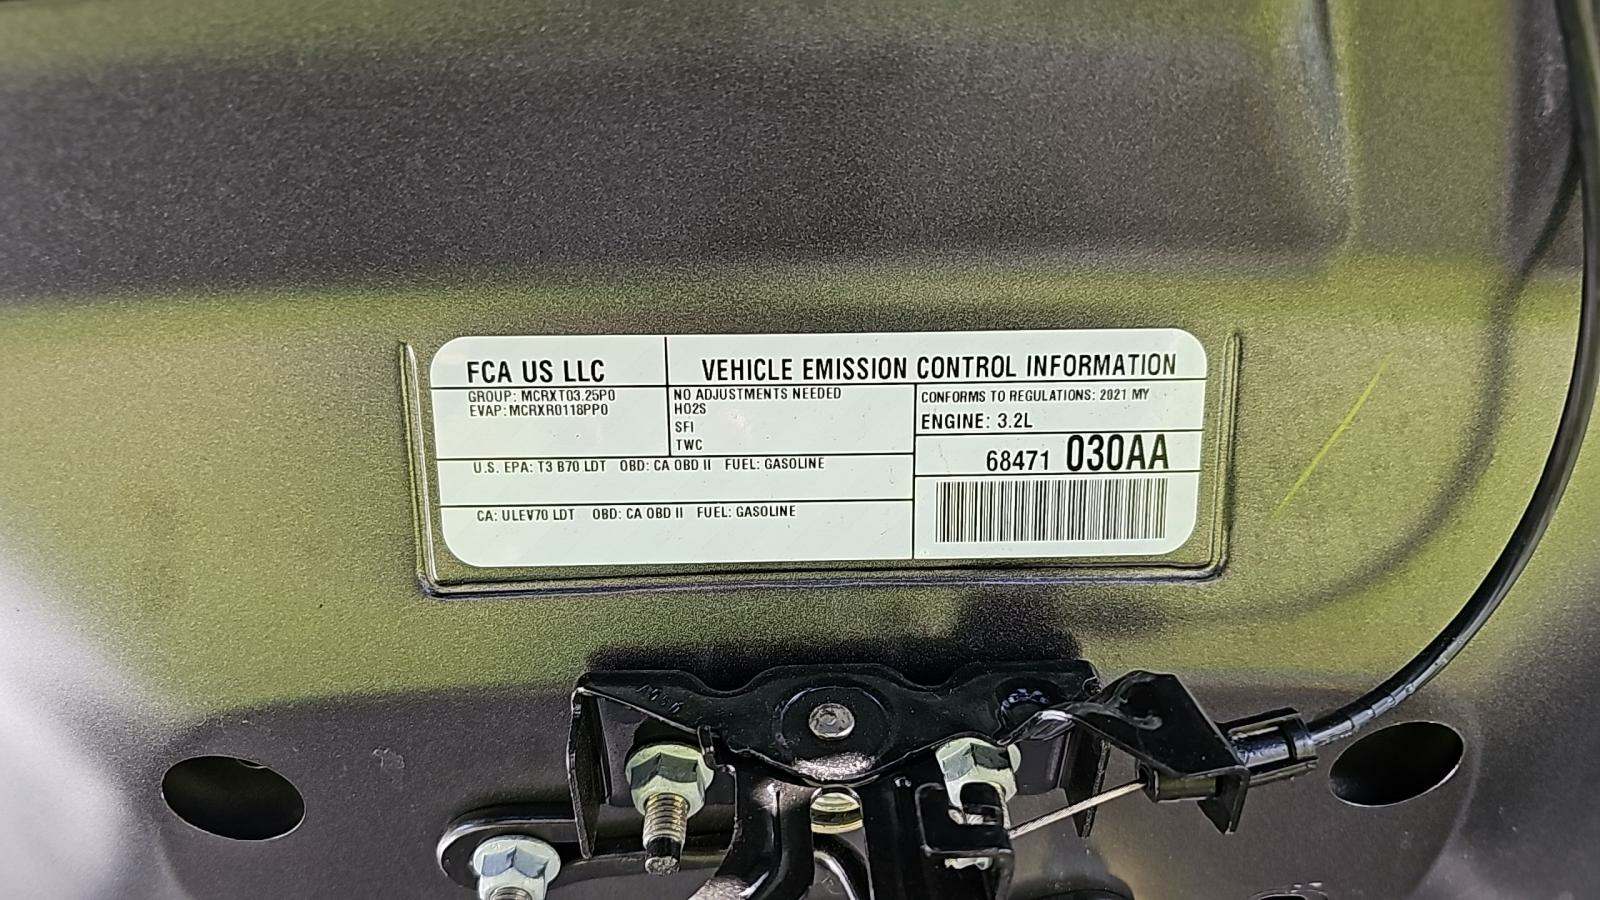 FCA US LLC
VEHICLE EMISSION CONTROL INFORMATION
GROUP: MCRXT03.25P0
EVAP: MCRXR0118PP0
NO ADJUSTMENTS NEEDED
HO2S
SFI
TWC
CONFORMS TO REGULATIONS: 2021 MY
ENGINE: 3.2L
68471 030AA
U.S. EPA: T3 B70 LDT OBD: CA OBD II FUEL: GASOLINE
CA: ULEV70 LDT OBD: CA OBD II FUEL: GASOLINE